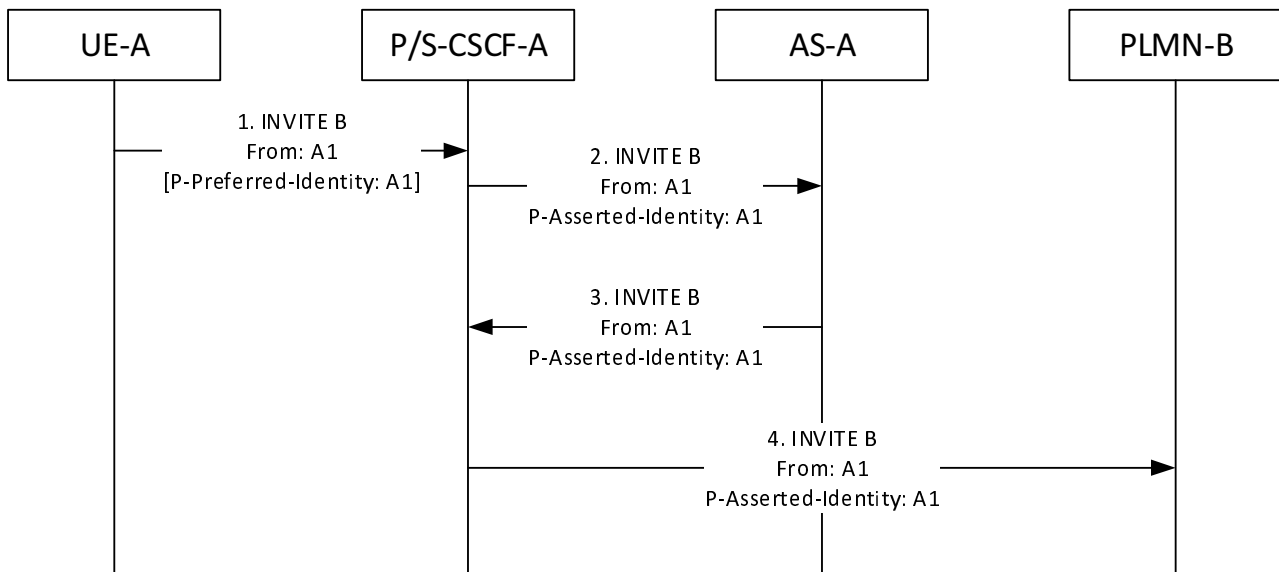 UE-A
P/S-CSCF-A
AS-A
PLMN-B
1. INVITE B
From: A1
[P-Preferred-Identity: A1]
2. INVITE B
From: A1
P-Asserted-Identity: A1
3. INVITE B
From: A1
P-Asserted-Identity: A1
4. INVITE B
From: A1
P-Asserted-Identity: A1